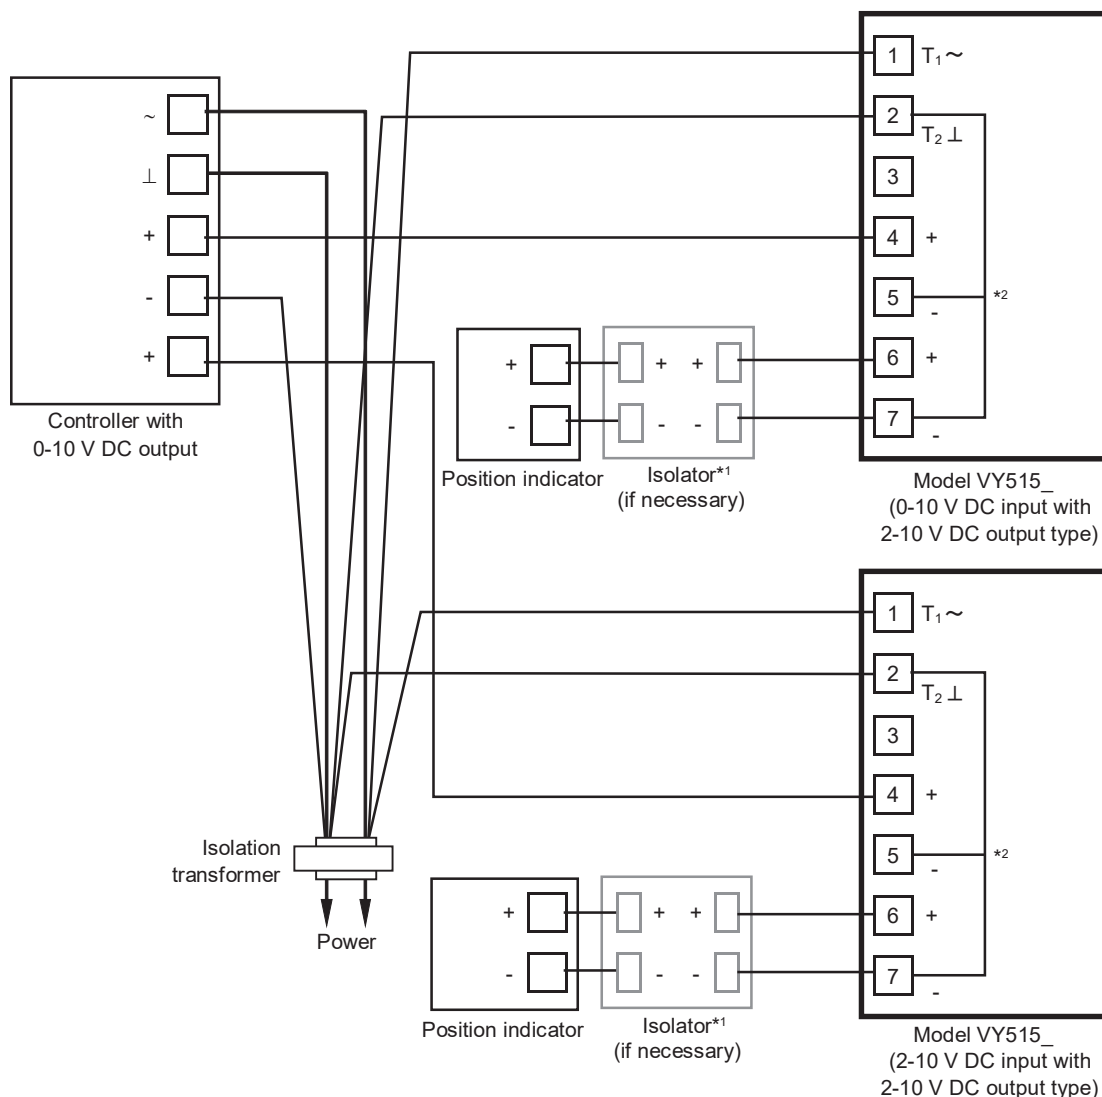 ~
⊥
+
-
+
Controller with
0-10 V DC output
1 T₁~
2
T₂ ⊥
3
4 +
5 - *2
6 +
7 -
+ + +
- - -
Position indicator
Isolator*1
(if necessary)
Model VY515_
(0-10 V DC input with
2-10 V DC output type)
1 T₁~
2
T₂ ⊥
3
4 +
5 - *2
6 +
7 -
Isolation
transformer
Power
+ + +
- - -
Position indicator
Isolator*1
(if necessary)
Model VY515_
(2-10 V DC input with
2-10 V DC output type)